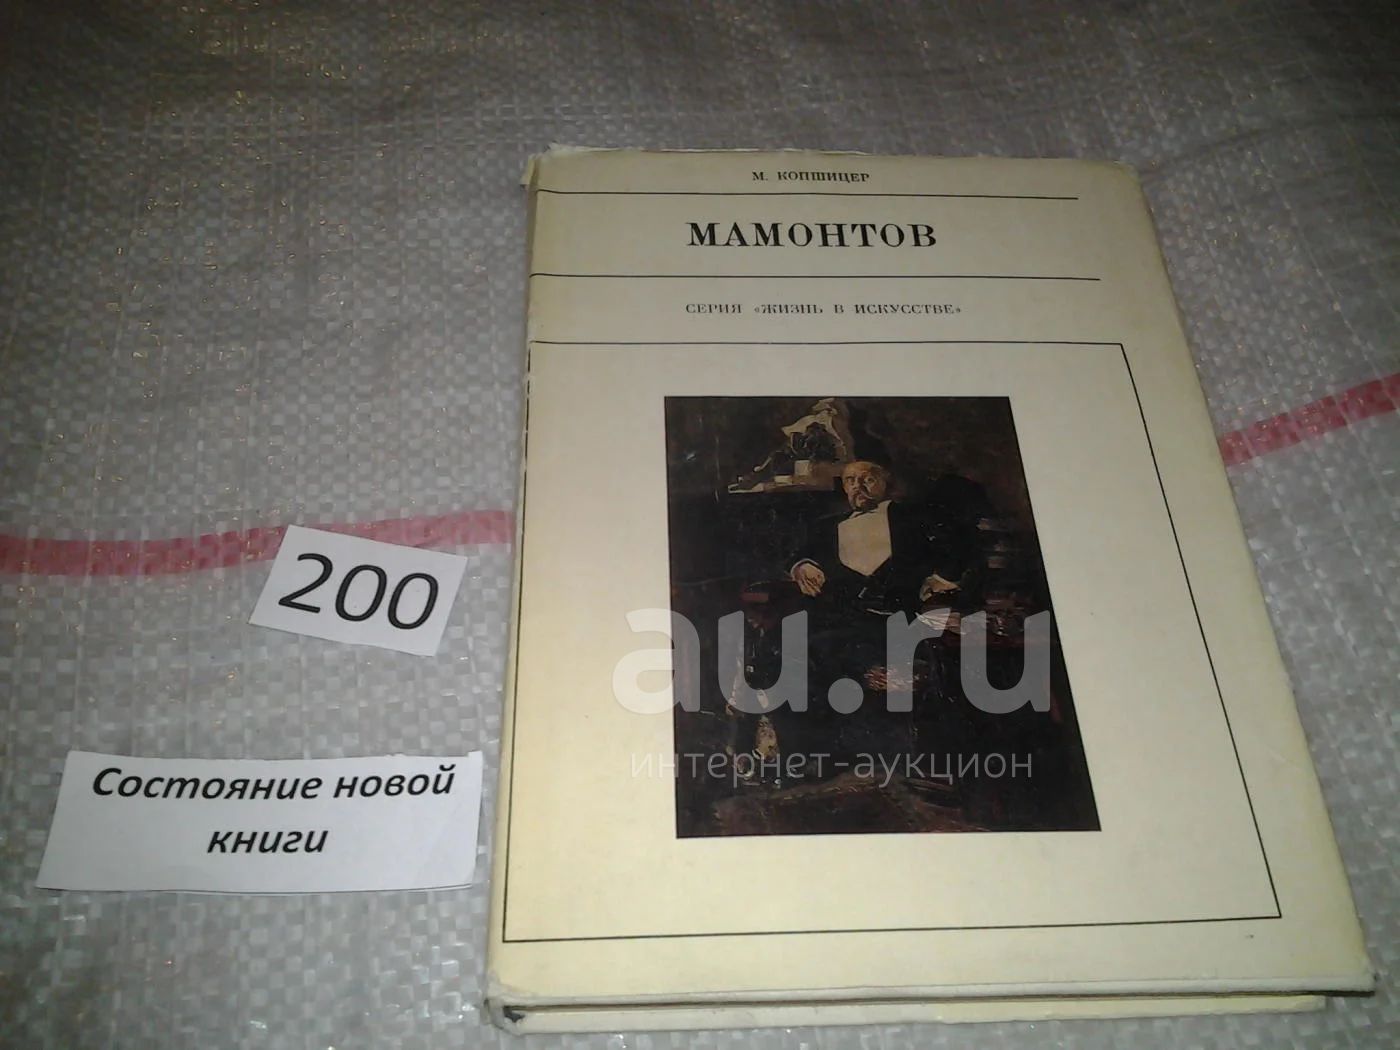 М. КОПШИЦЕР
МАМОНТОВ
СЕРИЯ «ЖИЗНЬ В ИСКУССТВЕ»
200
Состояние новой
книги
au.ru
интернет-аукцион